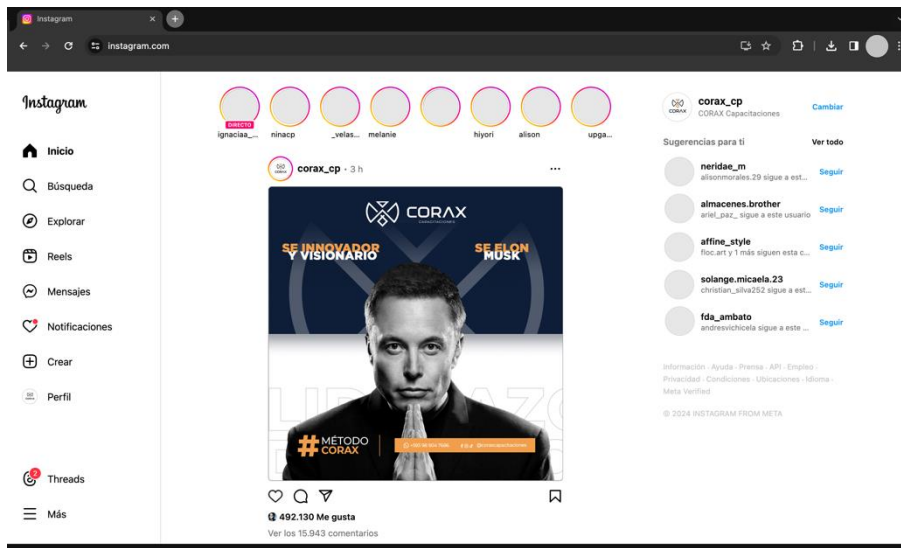 Instagram
instagram.com
Instagram
Inicio
Búsqueda
Explorar
Reels
Mensajes
Notificaciones
Crear
Perfil
2
Threads
Más
DIRECTO
ignaciaa_...
ninacp
_velas...
melanie
hiyori
alison
upga...
corax_cp · 3 h
CORAX
CAPACITACIONES
SE INNOVADOR
Y VISIONARIO
SE ELON
MUSK
#MÉTODO
CORAX
492.130 Me gusta
Ver los 15.943 comentarios
CORAX
corax_cp
CORAX Capacitaciones
Cambiar
Sugerencias para ti
Ver todo
neridae_m
alisonmorales.29 sigue a est...
Seguir
almacenes.brother
ariel_paz_ sigue a este usuario
Seguir
affine_style
floc.art y 1 más siguen esta c...
Seguir
solange.micaela.23
christian_silva252 sigue a est...
Seguir
fda_ambato
andresvichicela sigue a este ...
Seguir
Información · Ayuda · Prensa · API · Empleo ·
Privacidad · Condiciones · Ubicaciones · Idioma ·
Meta Verified
© 2024 INSTAGRAM FROM META